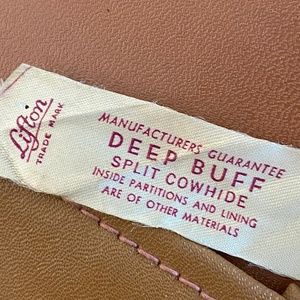 Lifton
TRADE MARK
MANUFACTURERS GUARANTEE
DEEP BUFF
SPLIT COWHIDE
INSIDE PARTITIONS AND LINING
ARE OF OTHER MATERIALS